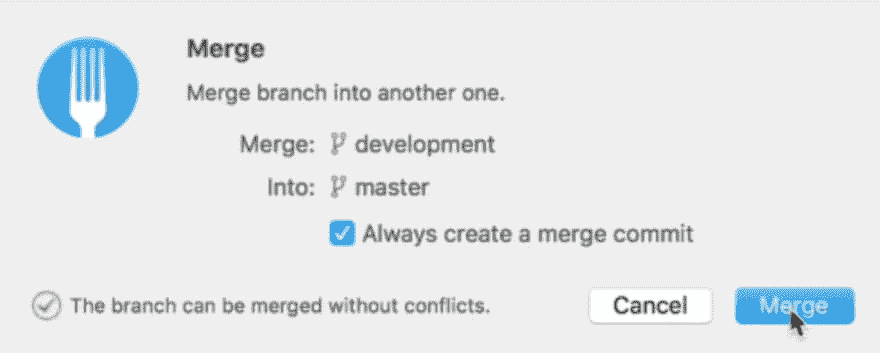 Merge
Merge branch into another one.
Merge: development
Into: master
Always create a merge commit
The branch can be merged without conflicts.
Cancel
Merge